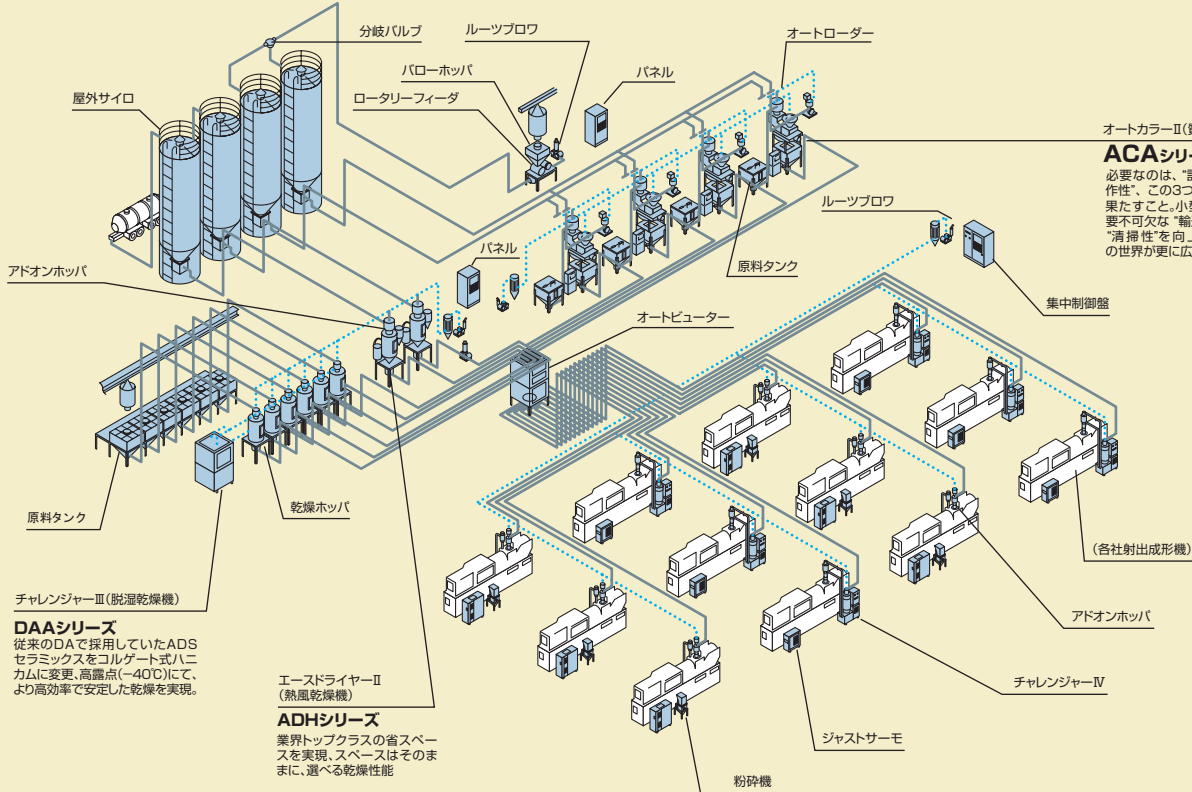 分岐バルブ
ルーツブロワ
オートローダー
バローホッパ
パネル
屋外サイロ
ロータリーフィーダ
オートカラーⅡ
ACAシリ
必要なのは、
作性"、この3つ
果たすこと。小
要不可欠な "輸
"清掃性"を向上
の世界が更に広
ルーツブロワ
パネル
原料タンク
アドオンホッパ
集中制御盤
オートビューター
原料タンク
乾燥ホッパ
(各社射出成形機)
チャレンジャーⅢ(脱湿乾燥機)
DAAシリーズ
従来のDAで採用していたADS
セラミックスをコルゲート式ハニ
カムに変更、高露点(−40℃)にて、
より高効率で安定した乾燥を実現。
アドオンホッパ
エースドライヤーⅡ
(熱風乾燥機)
ADHシリーズ
業界トップクラスの省スペー
スを実現、スペースはそのま
まに、選べる乾燥性能
チャレンジャーⅣ
ジャストサーモ
粉砕機